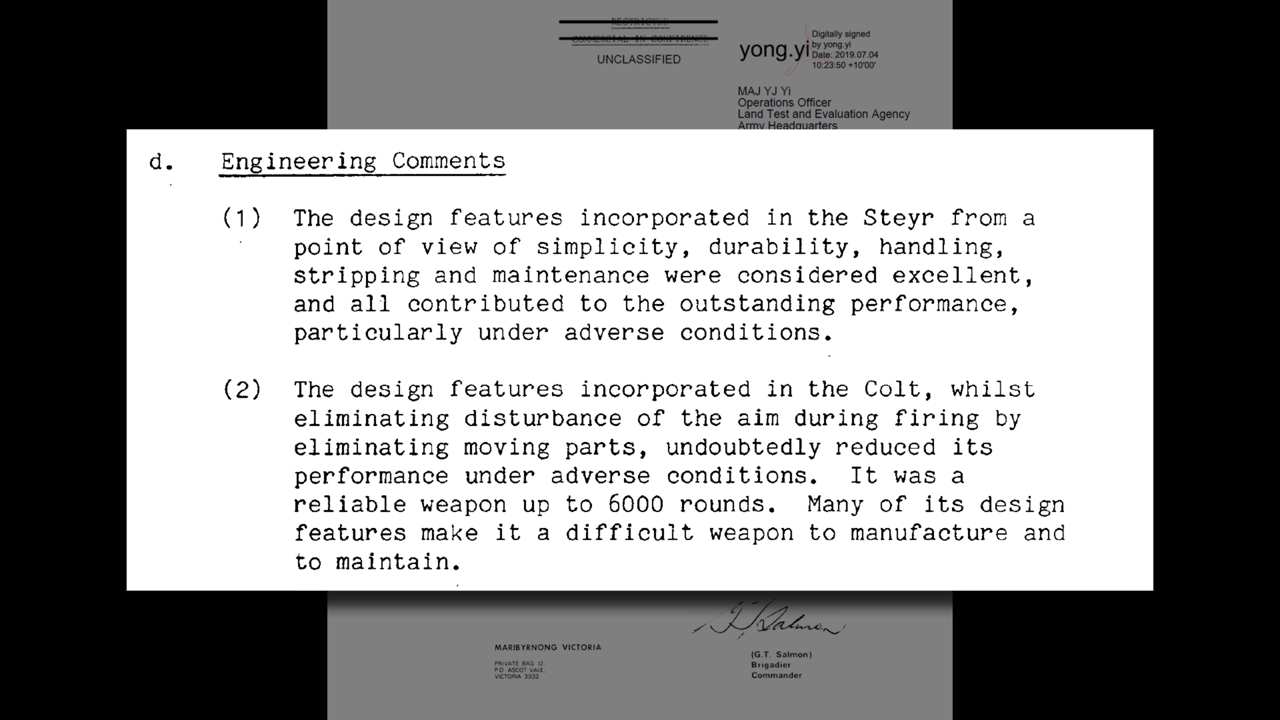 RESTRICTED
COMMERCIAL IN CONFIDENCE
UNCLASSIFIED
yong.yi
Digitally signed
by yong.yi
Date: 2019.07.04
10:23:50 +10'00'
MAJ YJ Yi
Operations Officer
Land Test and Evaluation Agency
Army Headquarters
d. Engineering Comments
(1) The design features incorporated in the Steyr from a
point of view of simplicity, durability, handling,
stripping and maintenance were considered excellent,
and all contributed to the outstanding performance,
particularly under adverse conditions.
(2) The design features incorporated in the Colt, whilst
eliminating disturbance of the aim during firing by
eliminating moving parts, undoubtedly reduced its
performance under adverse conditions. It was a
reliable weapon up to 6000 rounds. Many of its design
features make it a difficult weapon to manufacture and
to maintain.
G T Salmon
(G.T. Salmon)
Brigadier
Commander
MARIBYRNONG VICTORIA
PRIVATE BAG 12,
P.O. ASCOT VALE,
VICTORIA 3032